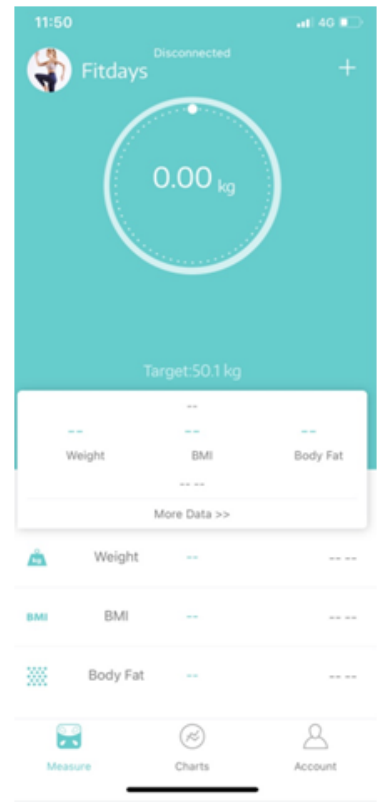 11:50
4G
Disconnected
Fitdays
+
0.00 kg
Target:50.1 kg
--
-- -- --
Weight BMI Body Fat
-- --
More Data >>
kg Weight -- -- --
BMI BMI -- -- --
Body Fat -- -- --
Measure Charts Account